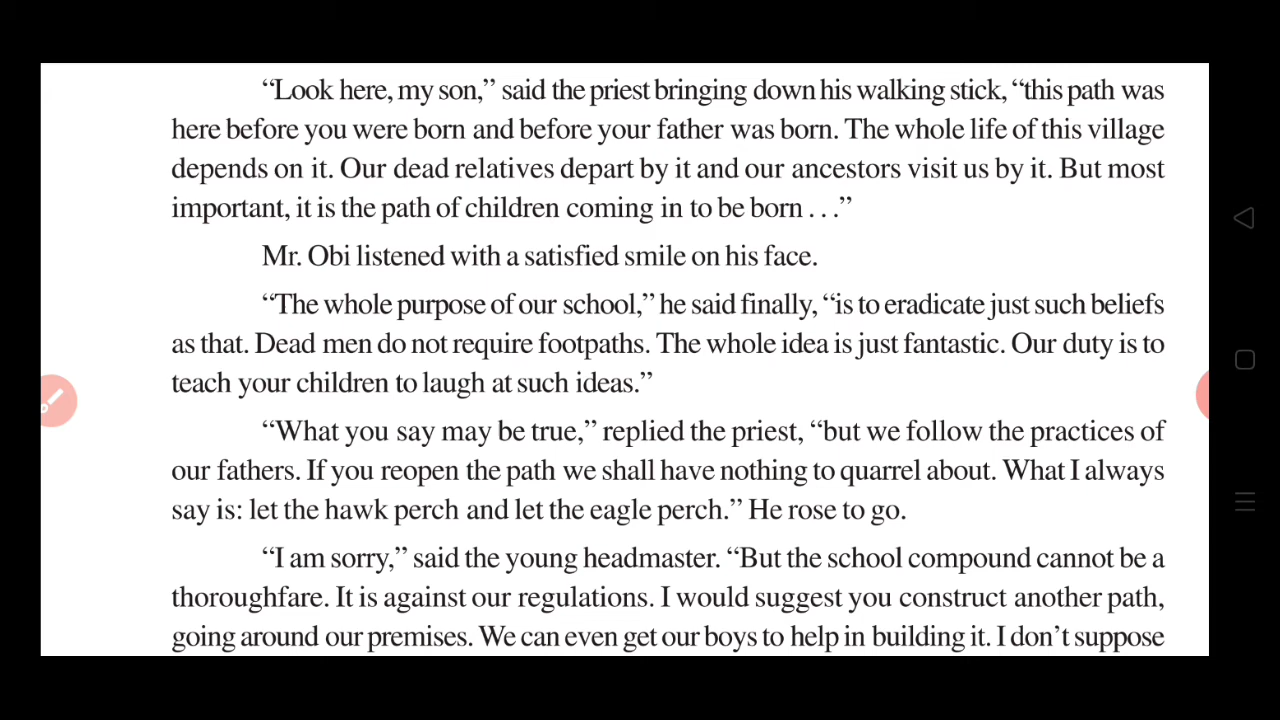 “Look here, my son,” said the priest bringing down his walking stick, “this path was
here before you were born and before your father was born. The whole life of this village
depends on it. Our dead relatives depart by it and our ancestors visit us by it. But most
important, it is the path of children coming in to be born . . .”
Mr. Obi listened with a satisfied smile on his face.
“The whole purpose of our school,” he said finally, “is to eradicate just such beliefs
as that. Dead men do not require footpaths. The whole idea is just fantastic. Our duty is to
teach your children to laugh at such ideas.”
“What you say may be true,” replied the priest, “but we follow the practices of
our fathers. If you reopen the path we shall have nothing to quarrel about. What I always
say is: let the hawk perch and let the eagle perch.” He rose to go.
“I am sorry,” said the young headmaster. “But the school compound cannot be a
thoroughfare. It is against our regulations. I would suggest you construct another path,
going around our premises. We can even get our boys to help in building it. I don’t suppose